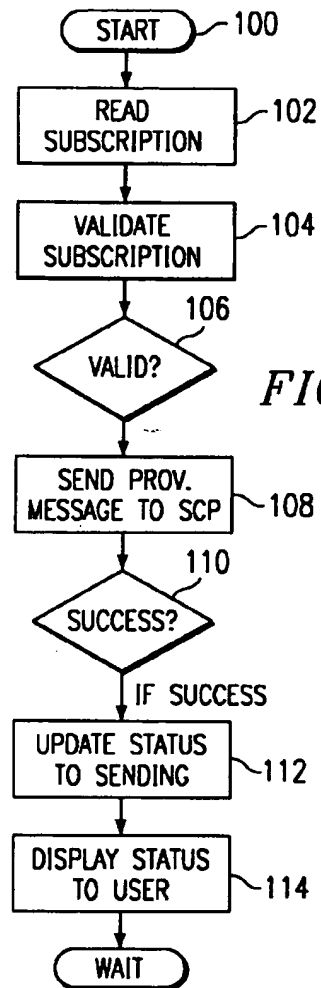 START
100
READ
SUBSCRIPTION
102
VALIDATE
SUBSCRIPTION
104
106
VALID?
FIG
SEND PROV.
MESSAGE TO SCP
108
110
SUCCESS?
IF SUCCESS
UPDATE STATUS
TO SENDING
112
DISPLAY STATUS
TO USER
114
WAIT